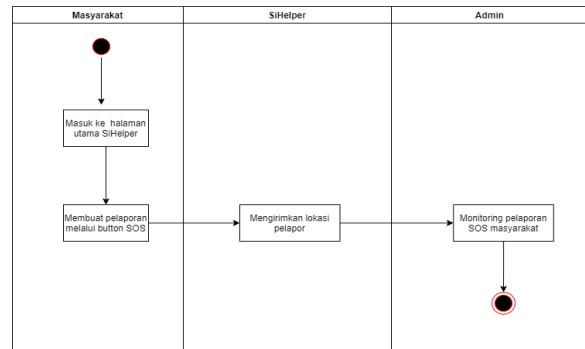 Masyarakat
SiHelper
Admin
Masuk ke halaman
utama SiHelper
Membuat pelaporan
melalui button SOS
Mengirimkan lokasi
pelapor
Monitoring pelaporan
SOS masyarakat